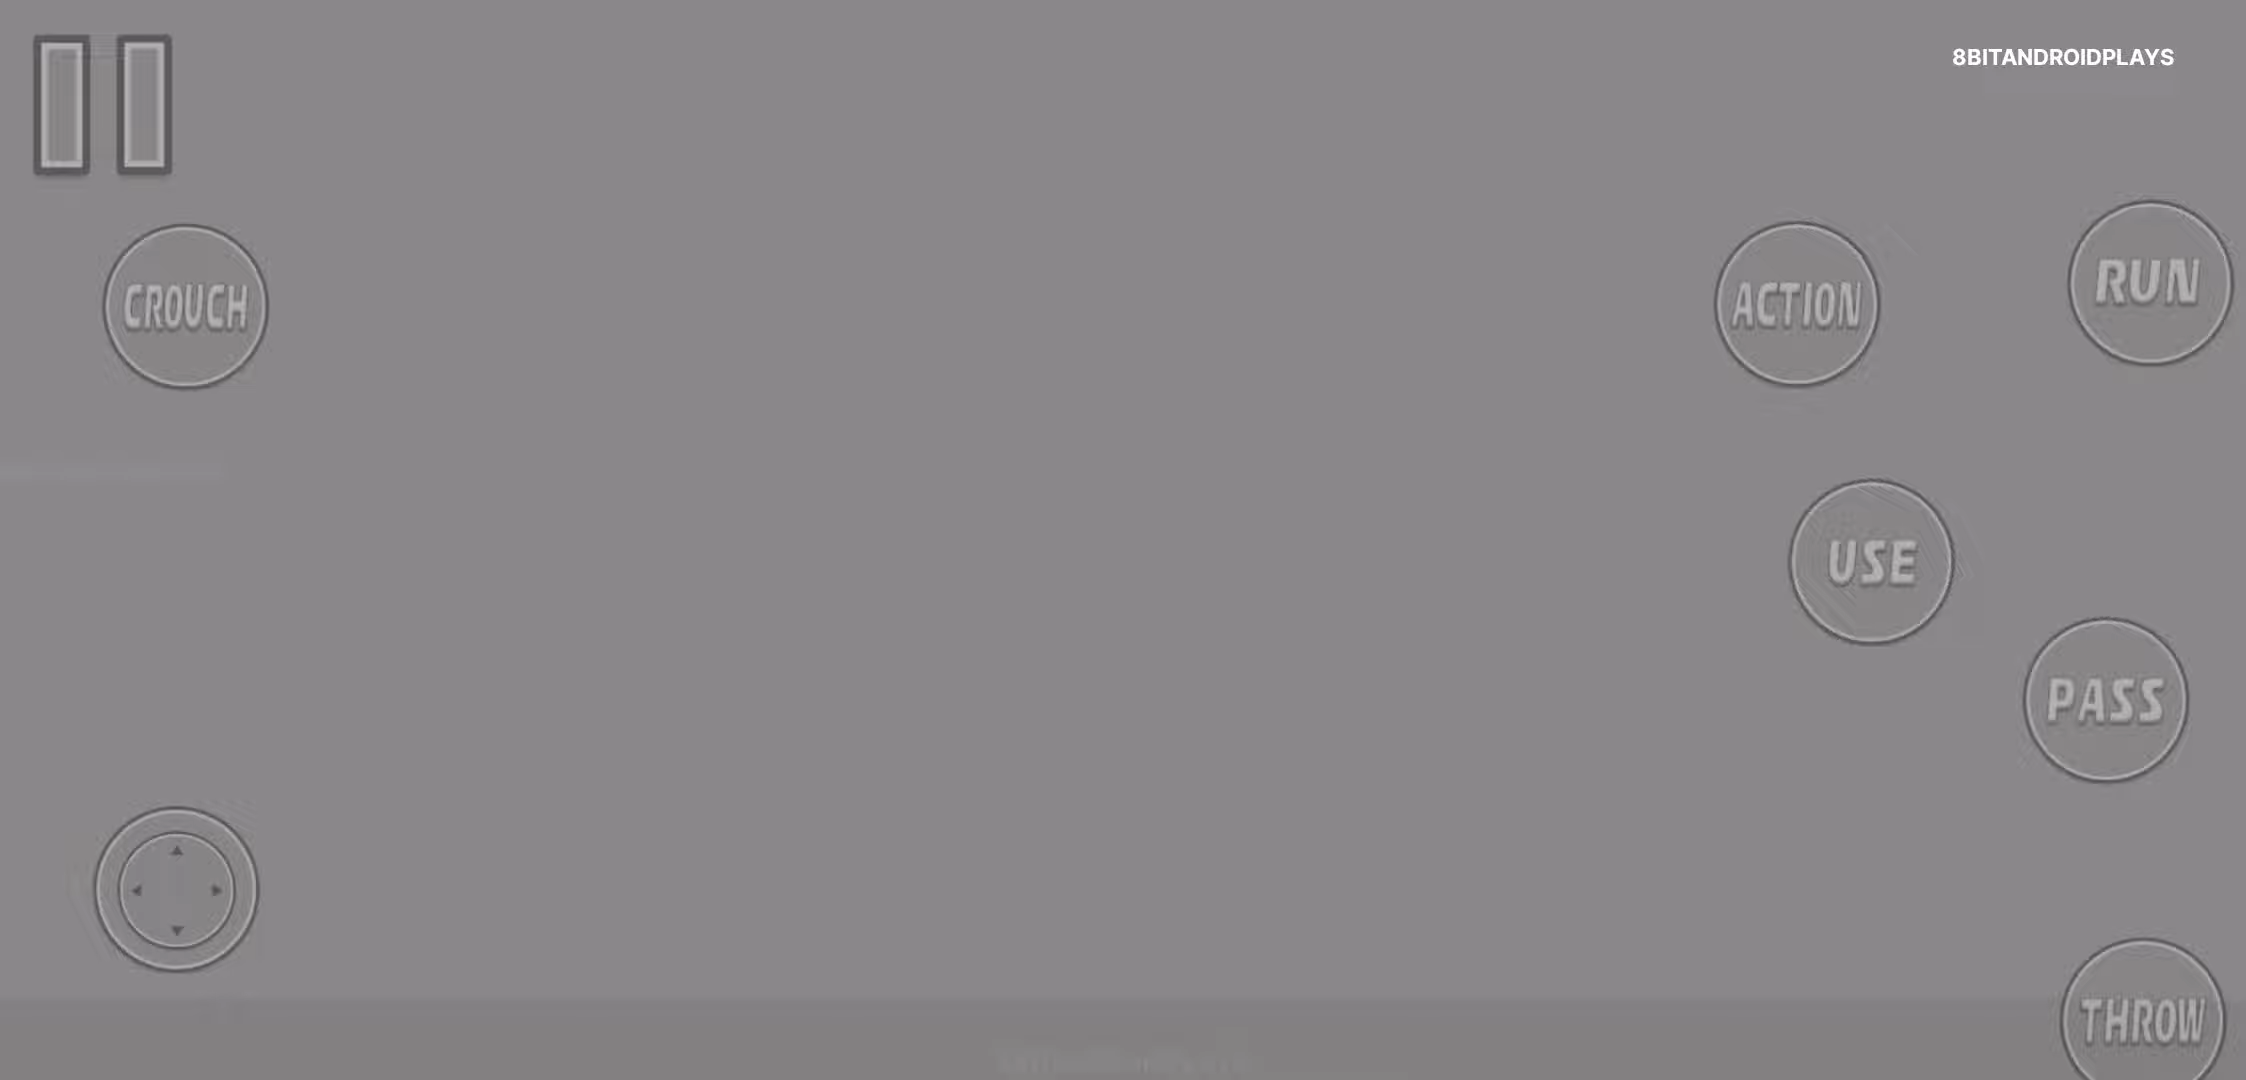 8BITANDROIDPLAYS
CROUCH
ACTION
RUN
USE
PASS
THROW